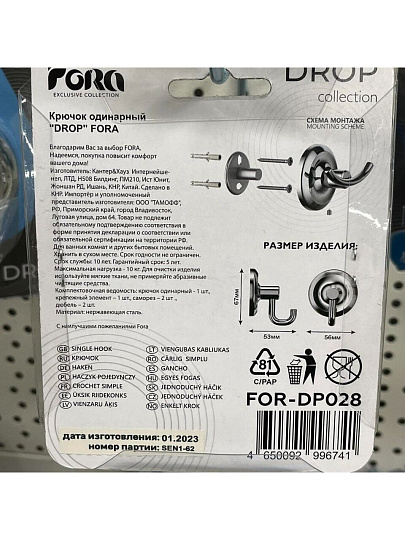 FORA
EXCLUSIVE COLLECTION
DROP
collection
Крючок одинарный
"DROP" FORA
Благодарим Вас за выбор FORA.
Надеемся, покупка повысит комфорт
вашего дома!
СХЕМА МОНТАЖА
MOUNTING SCHEME
Изготовитель: Кантер&Хауз Интернейше-
нел, ЛТД, Н508 Билдинг, ПМ210, Ист Юнит,
Жоншан РД, Ишань, КНР, Китай. Сделано в
КНР. Импортёр и уполномоченный
представитель изготовителя: ООО "ТАМОФФ",
РФ, Приморский край, город Владивосток,
Луговая улица, дом 64. Товар не подлежит
обязательному подтверждению соответствия в
форме принятия декларации о соответствии или
обязательной сертификации на территории РФ.
Для ванных комнат и других бытовых помещений.
Хранить в сухом месте. Срок годности не ограничен.
Срок службы: 10 лет. Гарантийный срок: 5 лет.
Максимальная нагрузка - 10 кг. Для очистки изделия
используйте мягкие ткани, не применяйте абразивные
чистящие средства.
Комплектовочная ведомость: крючок одинарный - 1 шт.,
крепежный элемент – 1 шт, саморез – 2 шт ,
дюбель – 2 шт.
Материал: нержавеющая сталь.
С наилучшими пожеланиями Fora
РАЗМЕР ИЗДЕЛИЯ:
67мм
53мм
56мм
GB SINGLE HOOK
RU КРЮЧОК
DE HAKEN
PL HACZYK POJEDYNCZY
FR CROCHET SIMPLE
EE ÜKSIK RIIDEKONKS
LV VIENZARU ĀĶIS
LT VIENGUBAS KABLIUKAS
RO CÂRLIG SIMPLU
ES GANCHO
HU EGYES FOGAS
SK JEDNODUCHÝ HÁČIK
CZ JEDNODUCHÝ HÁČEK
NO ENKELT KROK
81
C/PAP
FOR-DP028
4 650092 996741
дата изготовления: 01.2023
номер партии: SEN1-62
DRO